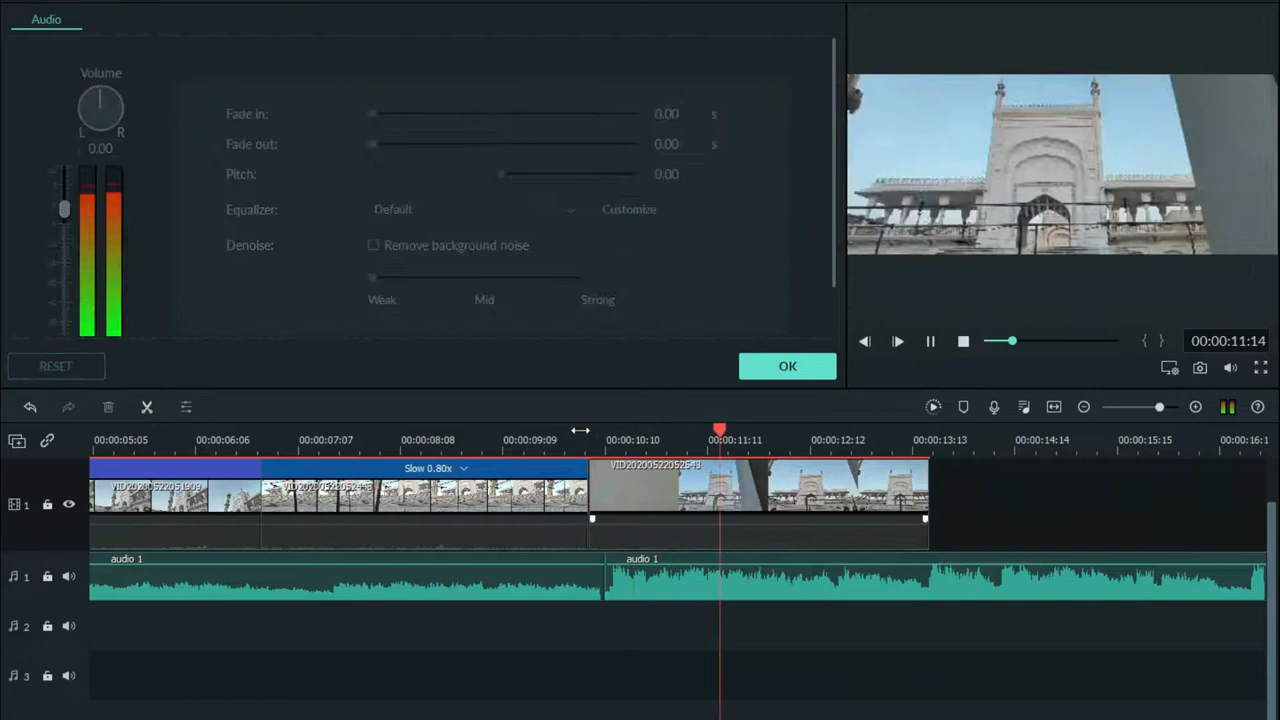 Audio
Volume
L R
0.00
Fade in: 0.00 s
Fade out: 0.00 s
Pitch: 0.00
Equalizer: Default Customize
Denoise: Remove background noise
Weak Mid Strong
RESET
OK
00:00:11:14
00:00:05:05 00:00:06:06 00:00:07:07 00:00:08:08 00:00:09:09 00:00:10:10 00:00:11:11 00:00:12:12 00:00:13:13 00:00:14:14 00:00:15:15 00:00:16:1
Slow 0.80x VID20200522052543
VID20200522051909
1
audio 1 audio 1
1
2
3